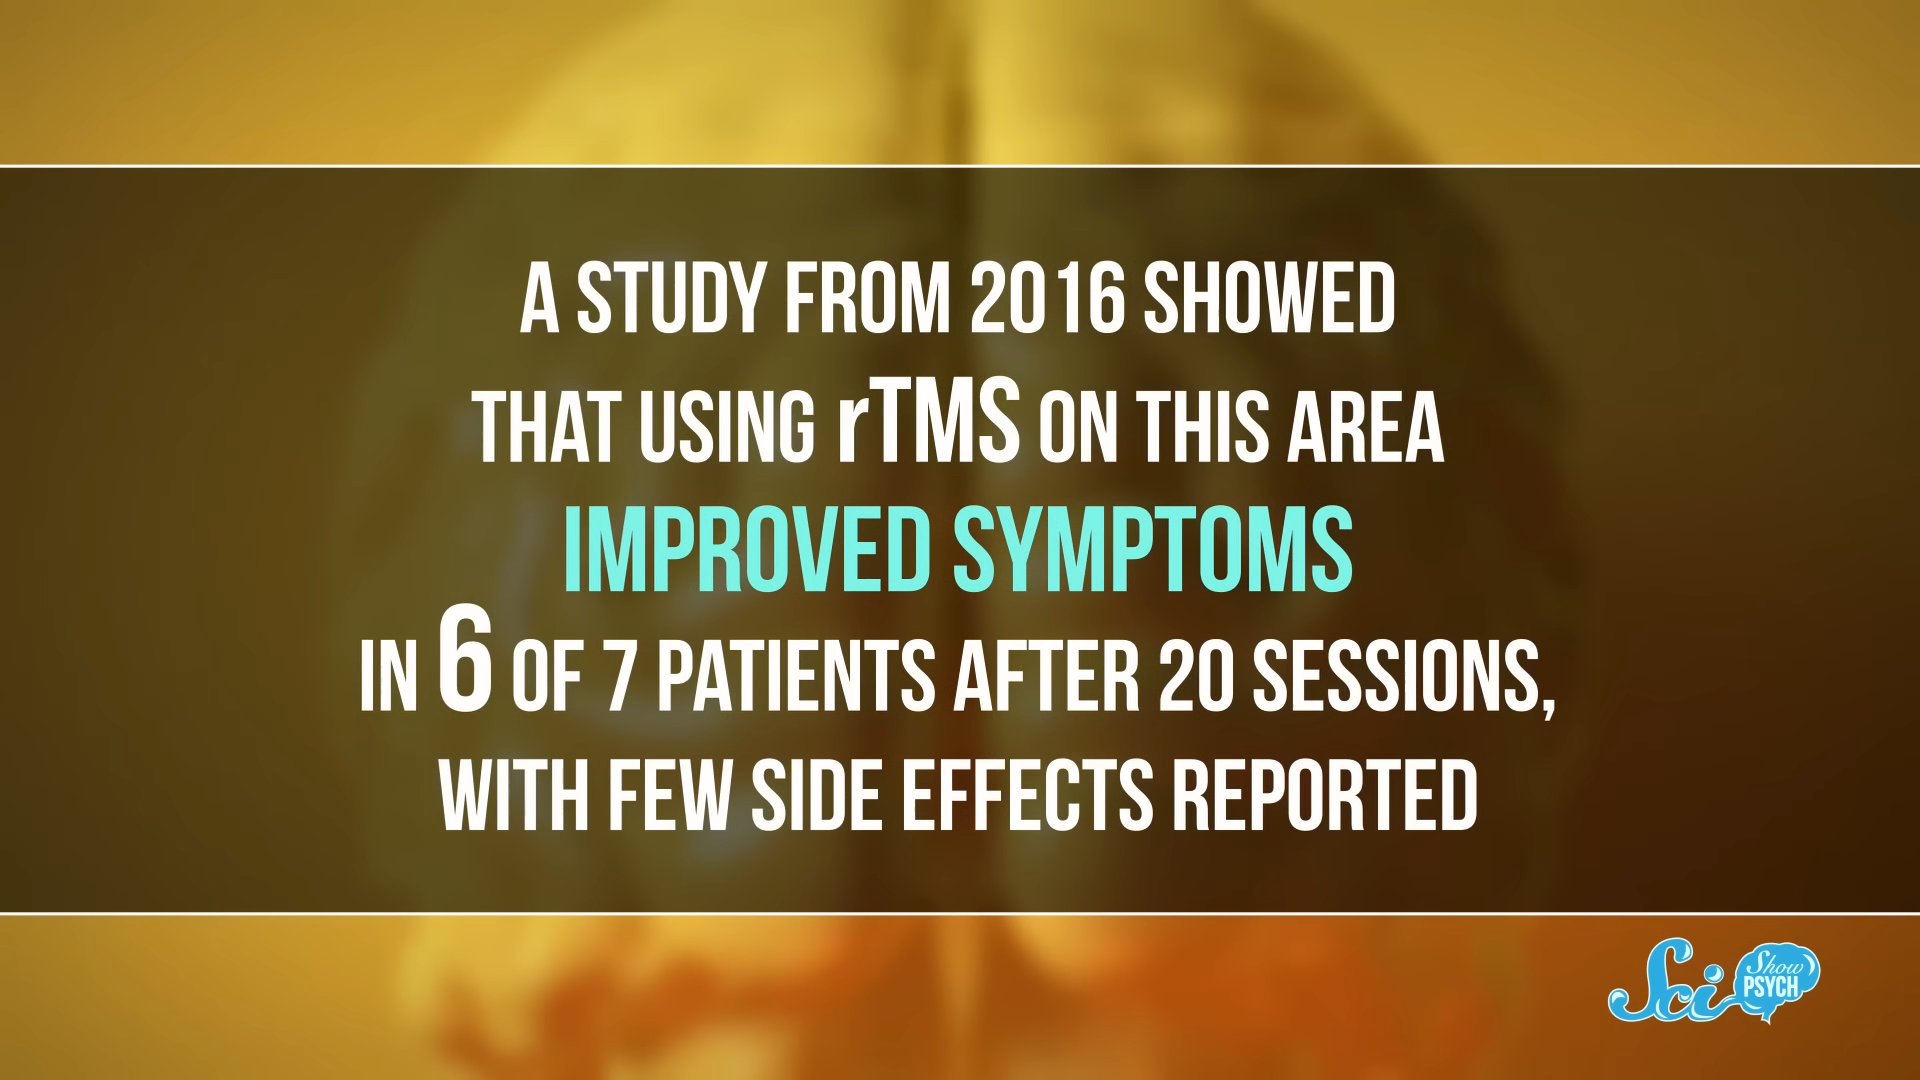 A STUDY FROM 2016 SHOWED
THAT USING rTMS ON THIS AREA
IMPROVED SYMPTOMS
IN 6 OF 7 PATIENTS AFTER 20 SESSIONS,
WITH FEW SIDE EFFECTS REPORTED
Sci Show
PSYCH